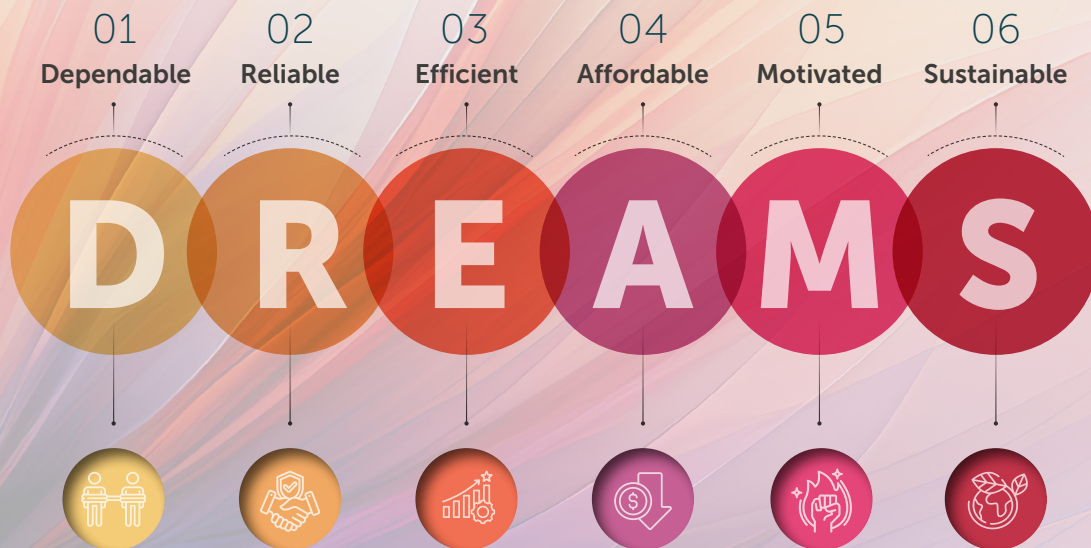 01 02 03 04 05 06
Dependable Reliable Efficient Affordable Motivated Sustainable
D R E A M S
$